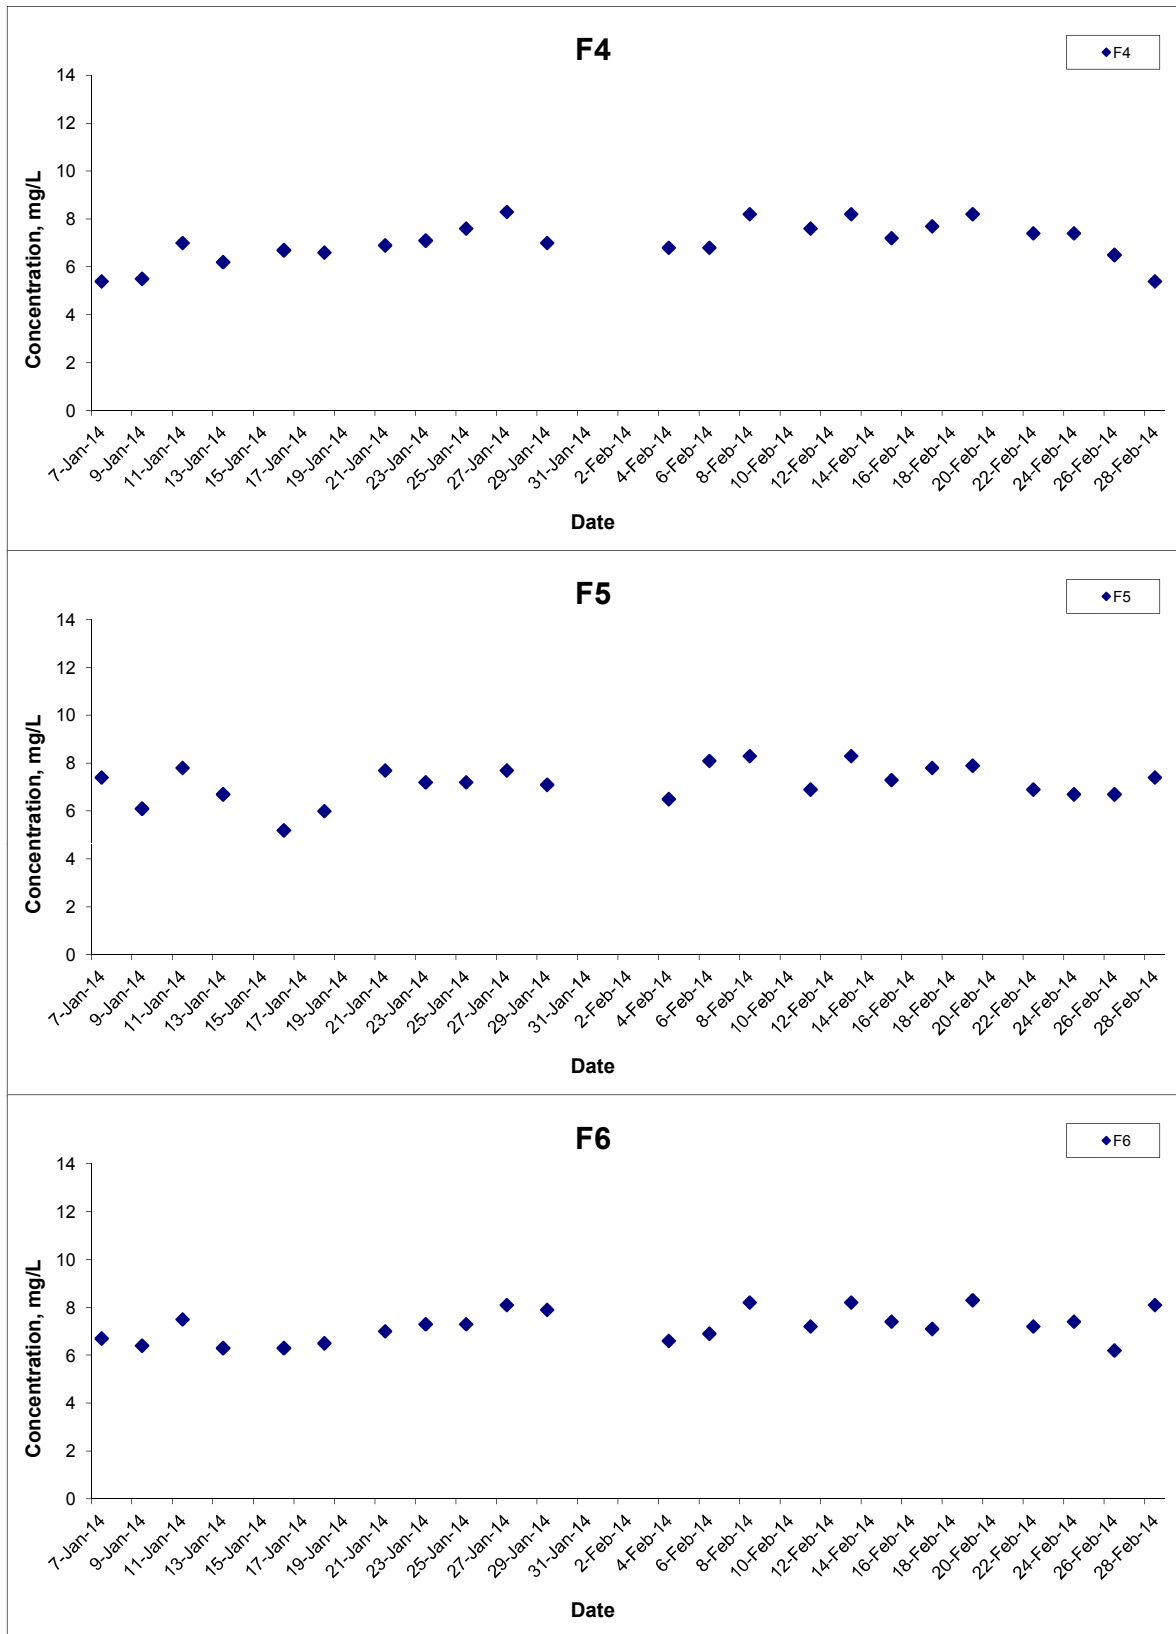 F4
F4
14
12
10
8
6
4
2
0
Concentration, mg/L
7-Jan-14
9-Jan-14
11-Jan-14
13-Jan-14
15-Jan-14
17-Jan-14
19-Jan-14
21-Jan-14
23-Jan-14
25-Jan-14
27-Jan-14
29-Jan-14
31-Jan-14
2-Feb-14
4-Feb-14
6-Feb-14
8-Feb-14
10-Feb-14
12-Feb-14
14-Feb-14
16-Feb-14
18-Feb-14
20-Feb-14
22-Feb-14
24-Feb-14
26-Feb-14
28-Feb-14
Date
F5
F5
14
12
10
8
6
4
2
0
Concentration, mg/L
7-Jan-14
9-Jan-14
11-Jan-14
13-Jan-14
15-Jan-14
17-Jan-14
19-Jan-14
21-Jan-14
23-Jan-14
25-Jan-14
27-Jan-14
29-Jan-14
31-Jan-14
2-Feb-14
4-Feb-14
6-Feb-14
8-Feb-14
10-Feb-14
12-Feb-14
14-Feb-14
16-Feb-14
18-Feb-14
20-Feb-14
22-Feb-14
24-Feb-14
26-Feb-14
28-Feb-14
Date
F6
F6
14
12
10
8
6
4
2
0
Concentration, mg/L
7-Jan-14
9-Jan-14
11-Jan-14
13-Jan-14
15-Jan-14
17-Jan-14
19-Jan-14
21-Jan-14
23-Jan-14
25-Jan-14
27-Jan-14
29-Jan-14
31-Jan-14
2-Feb-14
4-Feb-14
6-Feb-14
8-Feb-14
10-Feb-14
12-Feb-14
14-Feb-14
16-Feb-14
18-Feb-14
20-Feb-14
22-Feb-14
24-Feb-14
26-Feb-14
28-Feb-14
Date